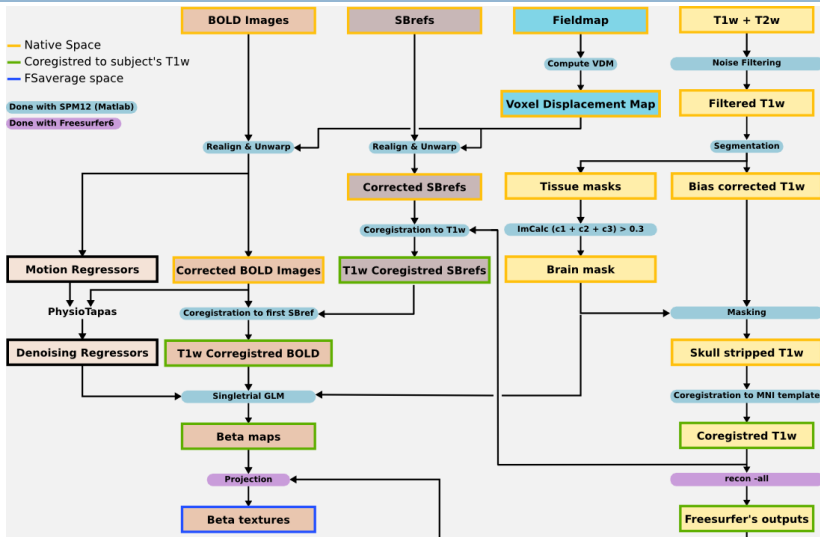 BOLD Images
SBrefs
Fieldmap
T1w + T2w
Native Space
Coregistred to subject's T1w
FSaverage space
Compute VDM
Noise Filtering
Done with SPM12 (Matlab)
Voxel Displacement Map
Filtered T1w
Done with Freesurfer6
Realign & Unwarp
Realign & Unwarp
Segmentation
Corrected SBrefs
Tissue masks
Bias corrected T1w
Coregistration to T1w
ImCalc (c1 + c2 + c3) > 0.3
Motion Regressors
Corrected BOLD Images
T1w Coregistred SBrefs
Brain mask
PhysioTapas
Coregistration to first SBref
Masking
Denoising Regressors
T1w Corregistred BOLD
Skull stripped T1w
Singletrial GLM
Coregistration to MNI template
Beta maps
Coregistred T1w
Projection
recon -all
Beta textures
Freesurfer's outputs